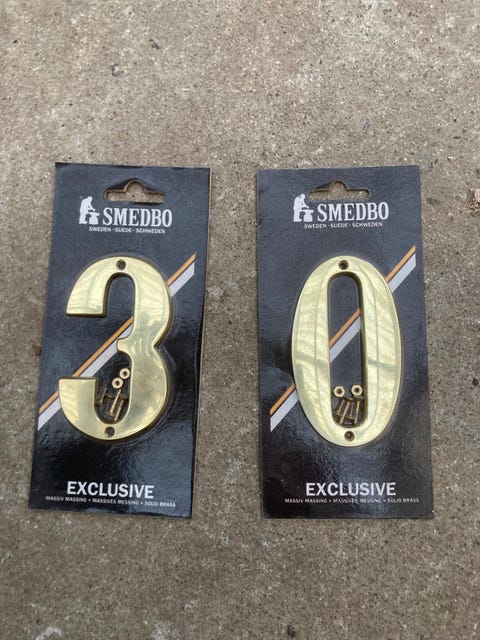 SMEDBO
SWEDEN · SUÈDE · SCHWEDEN
3
EXCLUSIVE
MASSIV MASSING • MASSIVES MESSING • SOLID BRASS
SMEDBO
SWEDEN · SUÈDE · SCHWEDEN
0
EXCLUSIVE
MASSIV MASSING • MASSIVES MESSING • SOLID BRASS